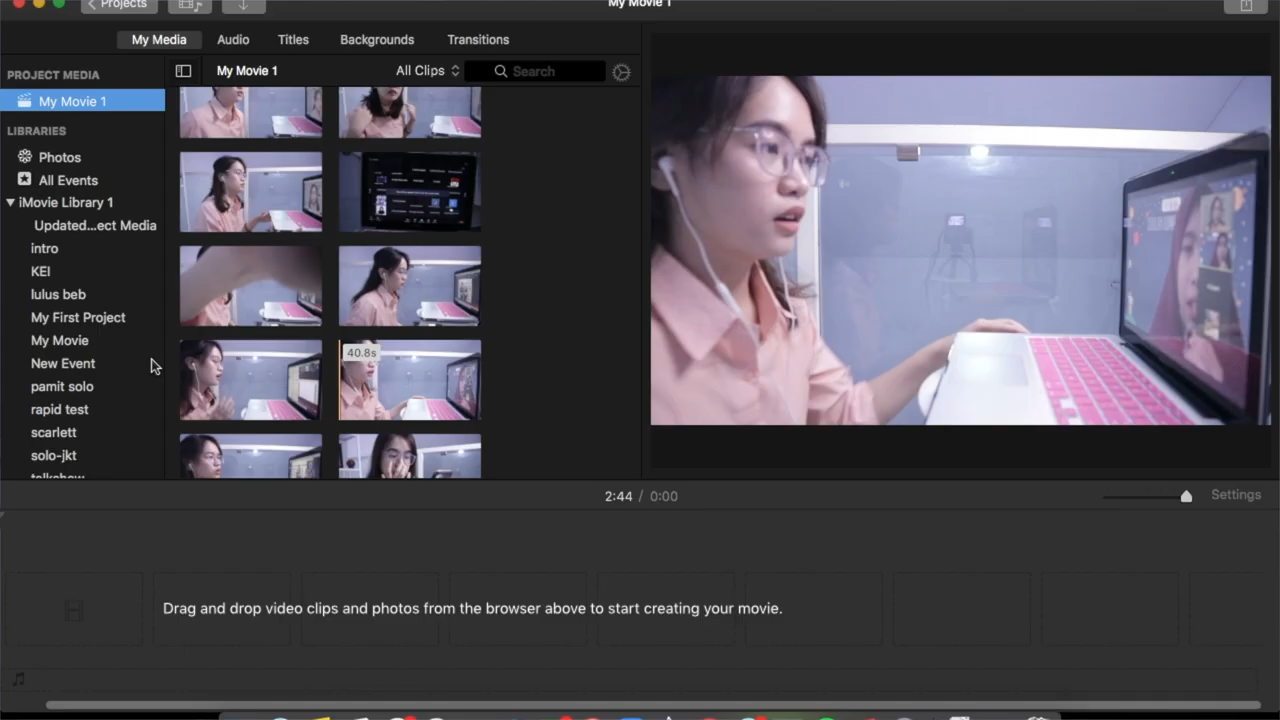 Projects
My Movie 1
My Media
Audio
Titles
Backgrounds
Transitions
PROJECT MEDIA
My Movie 1
All Clips
Search
My Movie 1
LIBRARIES
Photos
All Events
iMovie Library 1
Updated...ect Media
intro
KEI
lulus beb
My First Project
My Movie
New Event
pamit solo
rapid test
scarlett
solo-jkt
talkshow
40.8s
2:44 / 0:00
Settings
Drag and drop video clips and photos from the browser above to start creating your movie.